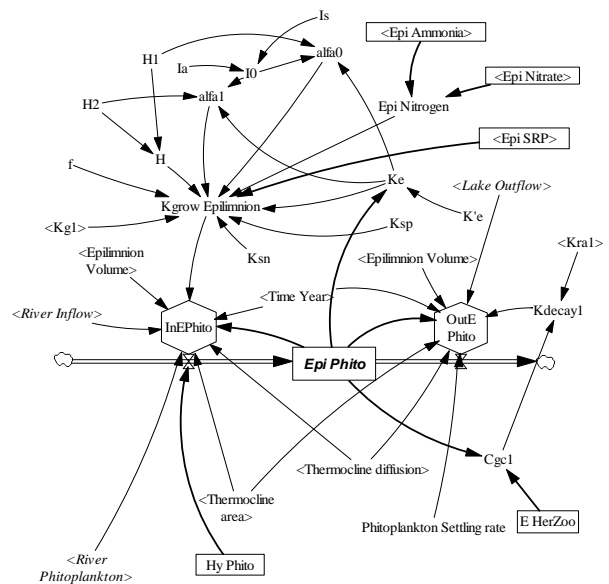 Is
<Epi Ammonia>
H1
Ia
I0
alfa0
<Epi Nitrate>
H2
alfa1
Epi Nitrogen
<Epi SRP>
H
f
Ke
<Lake Outflow>
Kgrow Epilimnion
K'e
<Kg1>
Ksp
<Kra1>
Ksn
<Epilimnion
Volume>
<Epilimnion Volume>
<Time Year>
<River Inflow>
InEPhito
OutE
Phito
Kdecay1
Epi Phito
Cgc1
<Thermocline diffusion>
<Thermocline
area>
Phitoplankton Settling rate
E HerZoo
<River
Phitoplankton>
Hy Phito